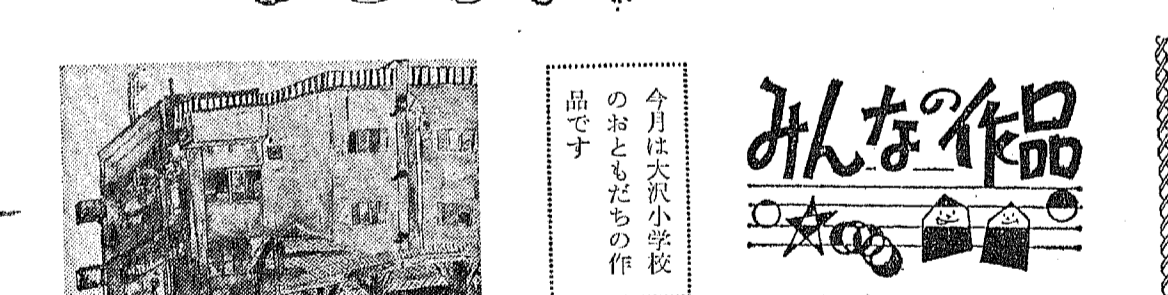 みんなの作品
今月は大沢小学校
のおともだちの作
品です